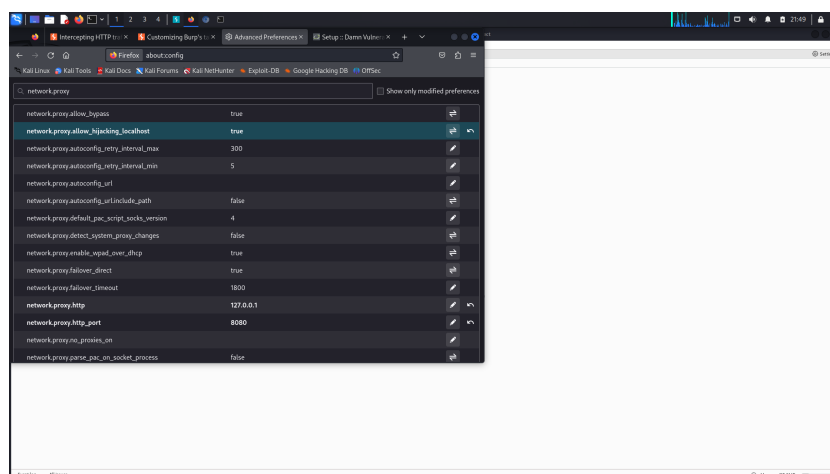 1 2 3 4
21:49
Intercepting HTTP tra
Customizing Burp's t
Advanced Preferences
Setup :: Damn Vulner
Firefox about:config
Kali Linux Kali Tools Kali Docs Kali Forums Kali NetHunter Exploit-DB Google Hacking DB OffSec
network.proxy
Show only modified preferences
network.proxy.allow_bypass true
network.proxy.allow_hijacking_localhost true
network.proxy.autoconfig_retry_interval_max 300
network.proxy.autoconfig_retry_interval_min 5
network.proxy.autoconfig_url
network.proxy.autoconfig_url.include_path false
network.proxy.default_pac_script_socks_version 4
network.proxy.detect_system_proxy_changes false
network.proxy.enable_wpad_over_dhcp true
network.proxy.failover_direct true
network.proxy.failover_timeout 1800
network.proxy.http 127.0.0.1
network.proxy.http_port 8080
network.proxy.no_proxies_on
network.proxy.parse_pac_on_socket_process false